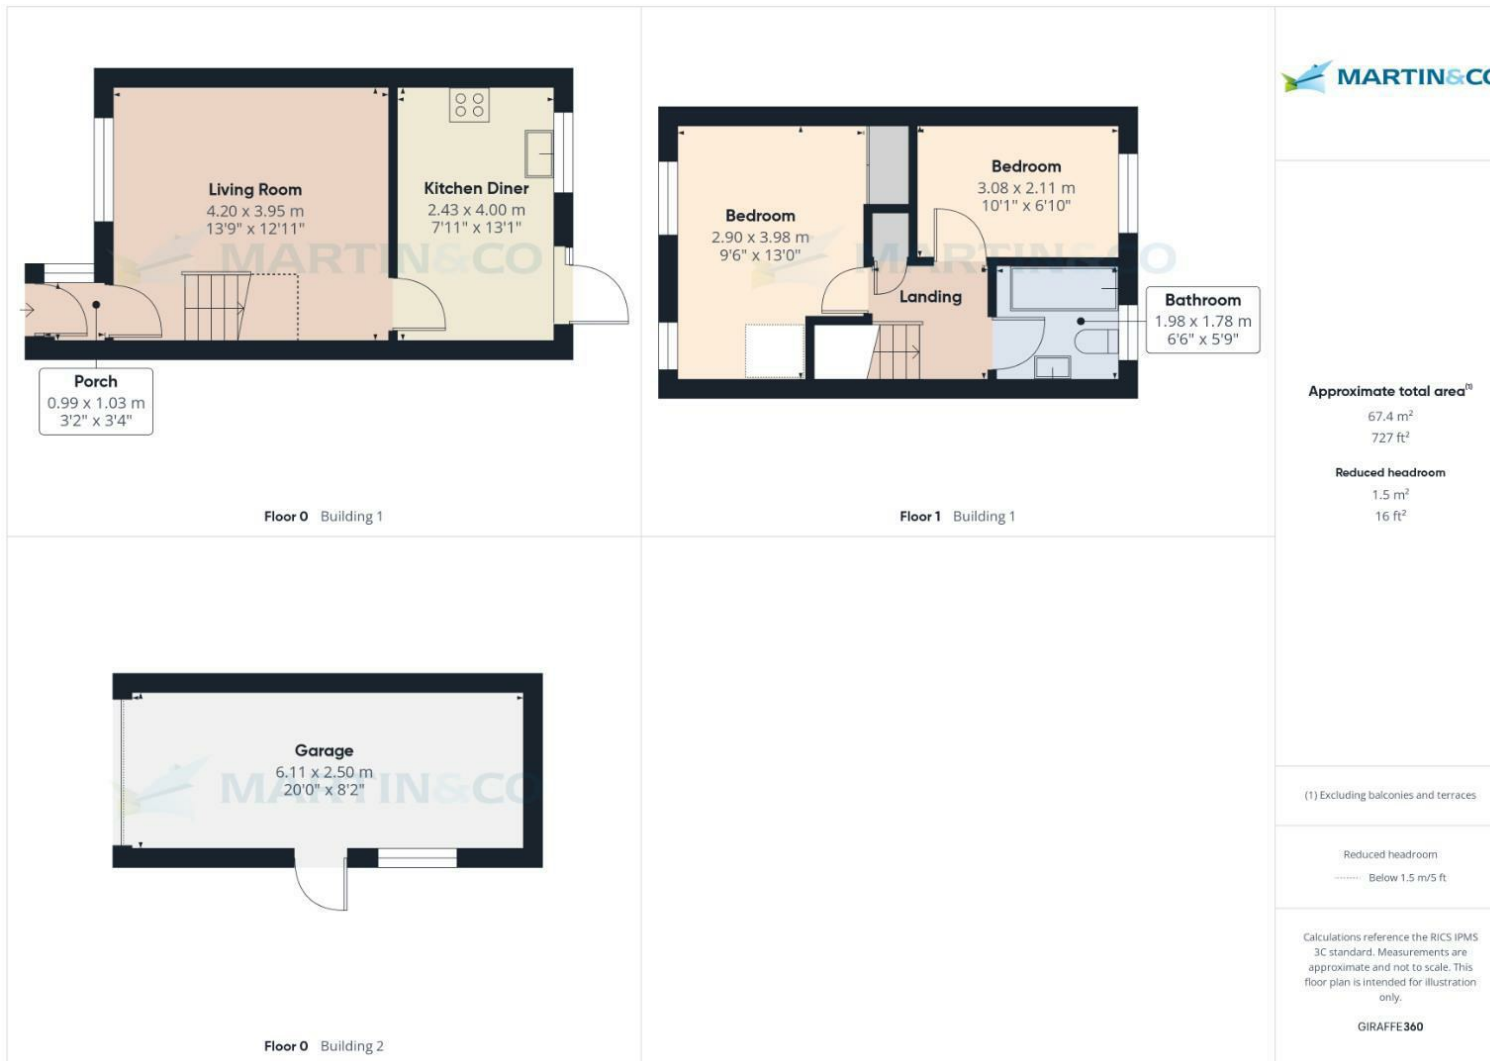 Living Room
4.20 x 3.95 m
13'9" x 12'11"
Kitchen Diner
2.43 x 4.00 m
7'11" x 13'1"
MARTIN&CO
Porch
0.99 x 1.03 m
3'2" x 3'4"
Floor 0 Building 1
Bedroom
2.90 x 3.98 m
9'6" x 13'0"
Bedroom
3.08 x 2.11 m
10'1" x 6'10"
MARTIN&CO
Landing
Bathroom
1.98 x 1.78 m
6'6" x 5'9"
Floor 1 Building 1
Garage
6.11 x 2.50 m
20'0" x 8'2"
MARTIN&CO
Floor 0 Building 2
MARTIN&CO
Approximate total area(1)
67.4 m²
727 ft²
Reduced headroom
1.5 m²
16 ft²
(1) Excluding balconies and terraces
Reduced headroom
Below 1.5 m/5 ft
Calculations reference the RICS IPMS
3C standard. Measurements are
approximate and not to scale. This
floor plan is intended for illustration
only.
GIRAFFE360